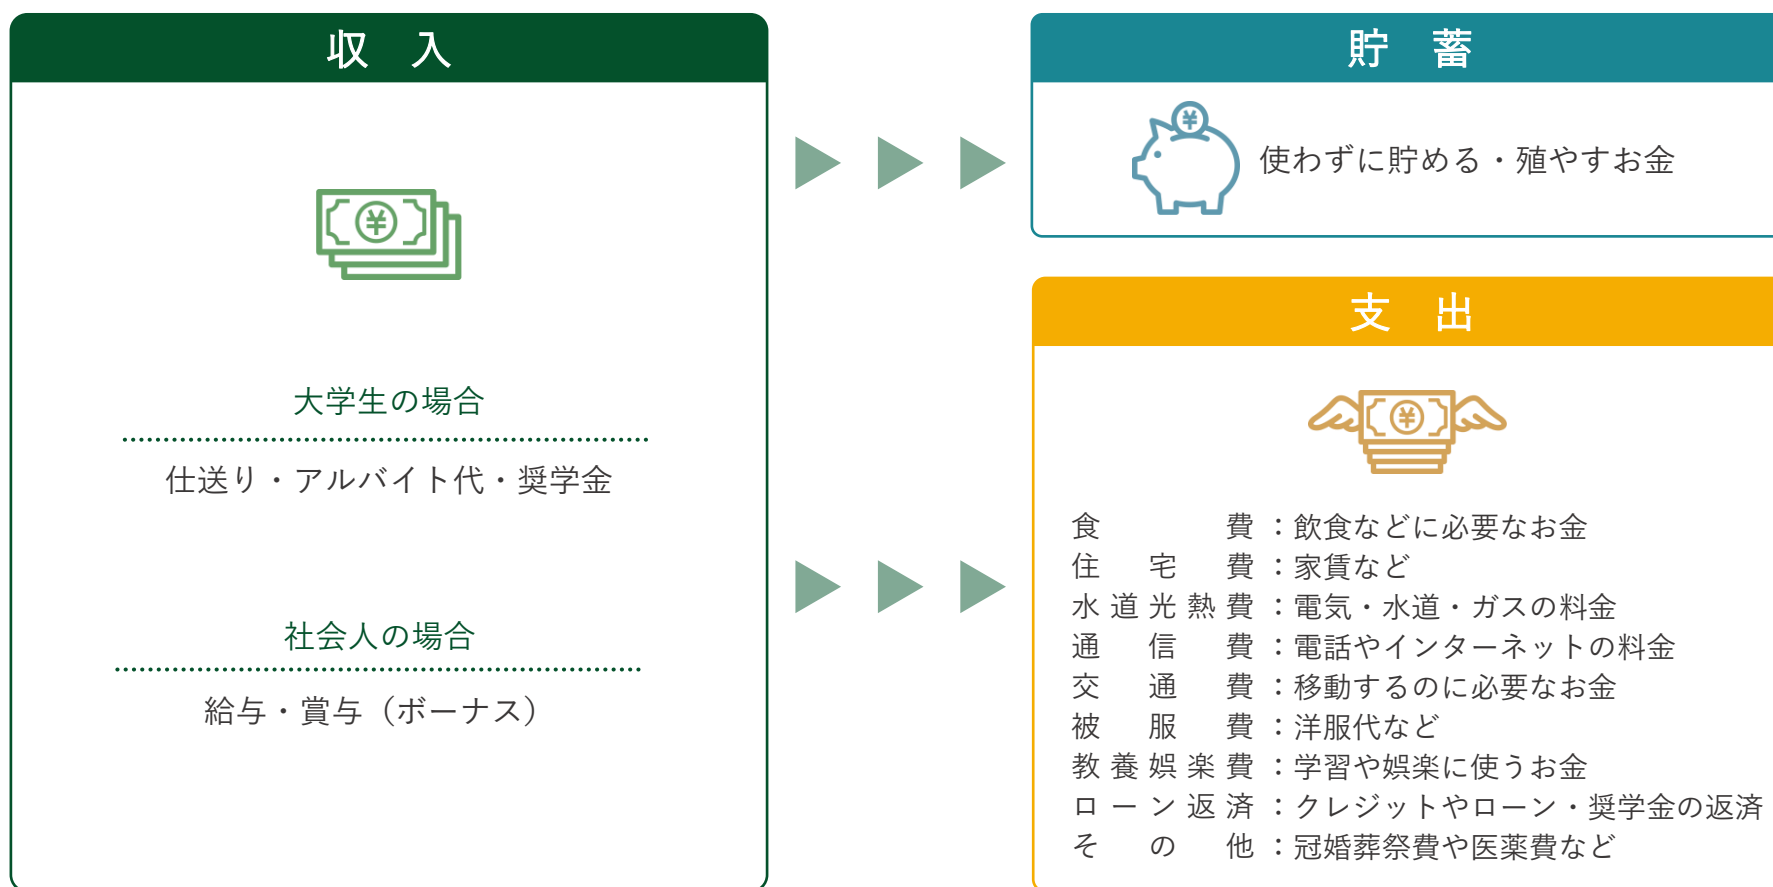 収 入
大学生の場合
仕送り・アルバイト代・奨学金
社会人の場合
給与・賞与（ボーナス）
貯 蓄
使わずに貯める・殖やすお金
支 出
食費：飲食などに必要なお金
住宅費：家賃など
水道光熱費：電気・水道・ガスの料金
通信費：電話やインターネットの料金
交通費：移動するのに必要なお金
被服費：洋服代など
教養娯楽費：学習や娯楽に使うお金
ローン返済：クレジットやローン・奨学金の返済
その他：冠婚葬祭費や医薬費など